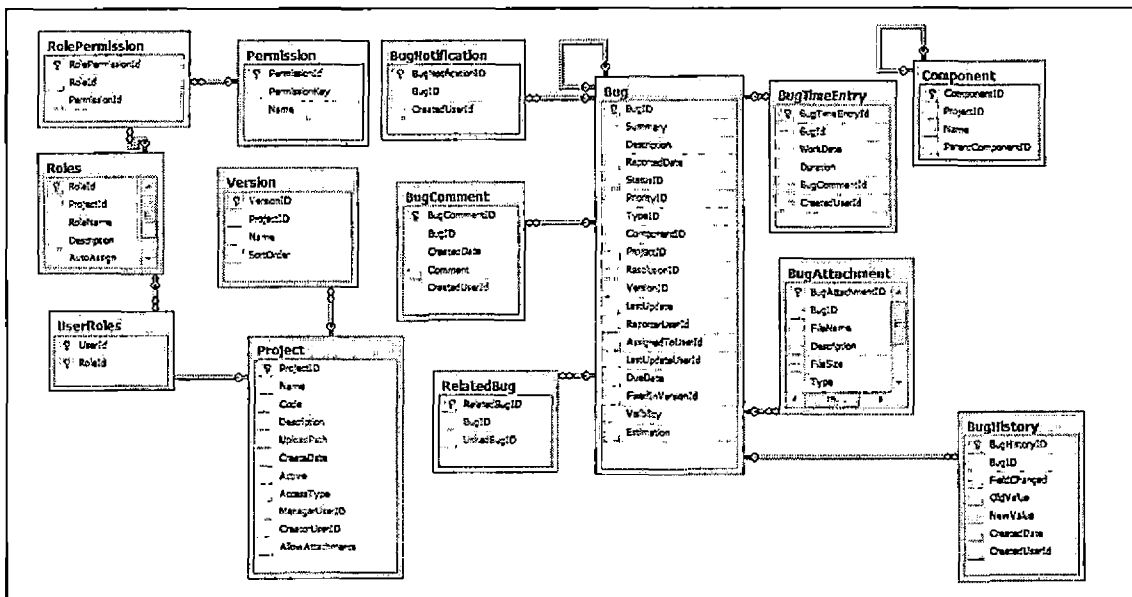 RolePermission
RolePermissionId
RoleId
PermissionId
Permission
PermissionId
PermissionKey
Name
BugNotification
BugNotificationID
BugID
CreatedUserId
Bug
BugID
Summary
Description
ReportedDate
StatusID
PriorityID
TypeID
ComponentID
ProjectID
ResolutionID
VersionID
LastUpdate
ReporterUserId
AssignedToUserId
LastUpdateUserId
DueDate
FixedInVersionId
Visibility
Estimation
BugTimeEntry
BugTimeEntryId
BugId
WorkDate
Duration
BugCommentId
CreatedUserId
Component
ComponentID
ProjectID
Name
ParentComponentID
Roles
RoleId
ProjectId
RoleName
Description
AutoAssign
Version
VersionID
ProjectID
Name
SortOrder
BugComment
BugCommentID
BugID
CreatedDate
Comment
CreatedUserId
BugAttachment
BugAttachmentID
BugID
FileName
Description
FileSize
Type
UserRoles
UserId
RoleId
Project
ProjectID
Name
Code
Description
UploadPath
CreateDate
Active
AccessType
ManagerUserID
CreatorUserID
AllowAttachments
RelatedBug
RelatedBugID
BugID
LinkedBugID
BugHistory
BugHistoryID
BugID
FieldChanged
OldValue
NewValue
CreatedDate
CreatedUserId